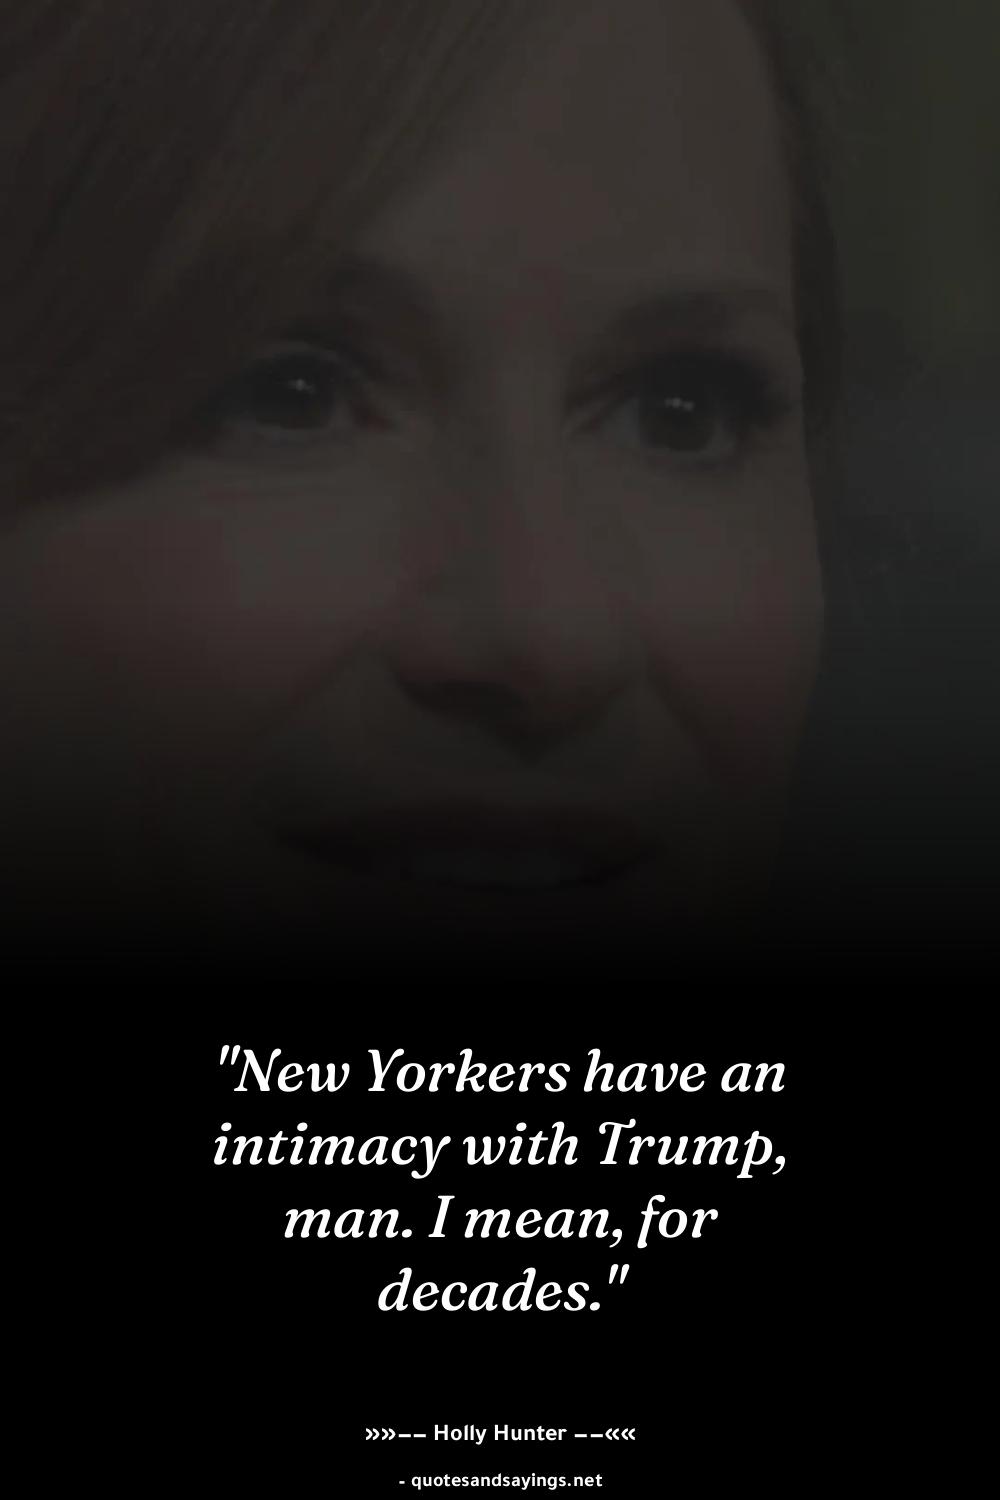 "New Yorkers have an
intimacy with Trump,
man. I mean, for
decades."
»»−− Holly Hunter −−««
- quotesandsayings.net